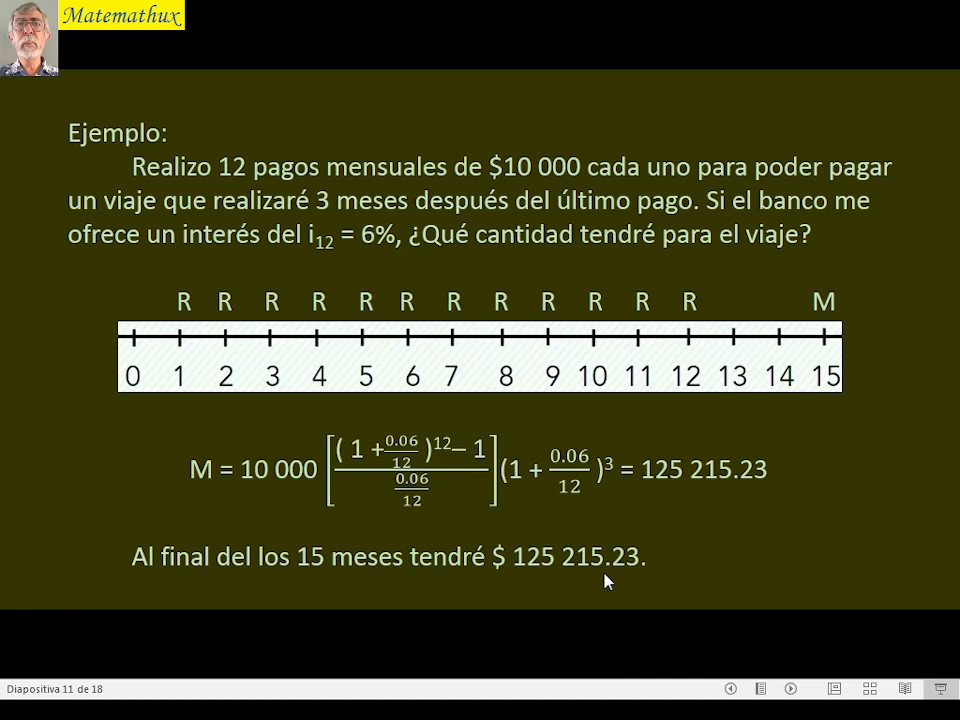 Matemathux
Ejemplo:
Realizo 12 pagos mensuales de $10 000 cada uno para poder pagar
un viaje que realizaré 3 meses después del último pago. Si el banco me
ofrece un interés del i₁₂ = 6%, ¿Qué cantidad tendré para el viaje?
R R R R R R R R R R R R M
0 1 2 3 4 5 6 7 8 9 10 11 12 13 14 15
M = 10 000 [(( 1 + 0.06/12 )¹² – 1) / (0.06/12)] (1 + 0.06/12 )³ = 125 215.23
Al final del los 15 meses tendré $ 125 215.23.
Diapositiva 11 de 18